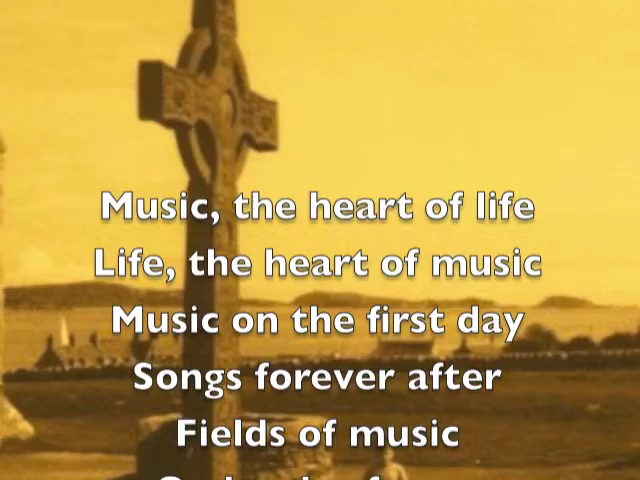 Music, the heart of life
Life, the heart of music
Music on the first day
Songs forever after
Fields of music